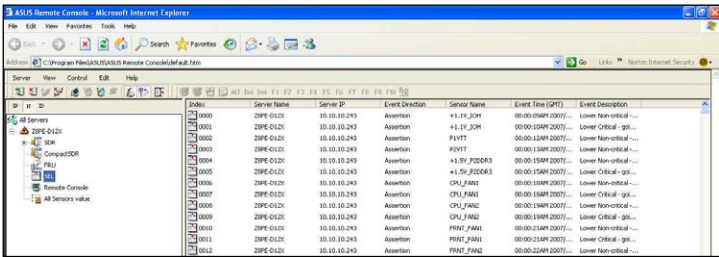 ASUS Remote Console - Microsoft Internet Explorer
File Edit View Favorites Tools Help
Back Search Favorites
Address C:\Program Files\ASUS\ASUS Remote Console\default.htm Go Links » Norton Internet Security
Server View Control Edit Help
Alt Ctrl Del F1 F2 F3 F4 F5 F6 F7 F8 F9 F10
Index Server Name Server IP Event Direction Sensor Name Event Time (GMT) Event Description
All Servers
Z8PE-D12X
SDR
CompactSDR
FRU
SEL
Remote Console
All Sensors value
0000 Z8PE-D12X 10.10.10.243 Assertion +1.1V_IOH 00:00:09AM 2007/... Lower Non-critical -...
0001 Z8PE-D12X 10.10.10.243 Assertion +1.1V_IOH 00:00:09AM 2007/... Lower Critical - goi...
0002 Z8PE-D12X 10.10.10.243 Assertion P1VTT 00:00:12AM 2007/... Lower Non-critical -...
0003 Z8PE-D12X 10.10.10.243 Assertion P2VTT 00:00:13AM 2007/... Lower Non-critical -...
0004 Z8PE-D12X 10.10.10.243 Assertion +1.5V_P2DDR3 00:00:15AM 2007/... Lower Non-critical -...
0005 Z8PE-D12X 10.10.10.243 Assertion +1.5V_P2DDR3 00:00:15AM 2007/... Lower Critical - goi...
0006 Z8PE-D12X 10.10.10.243 Assertion CPU_FAN1 00:00:18AM 2007/... Lower Non-critical -...
0007 Z8PE-D12X 10.10.10.243 Assertion CPU_FAN1 00:00:18AM 2007/... Lower Critical - goi...
0008 Z8PE-D12X 10.10.10.243 Assertion CPU_FAN2 00:00:19AM 2007/... Lower Non-critical -...
0009 Z8PE-D12X 10.10.10.243 Assertion CPU_FAN2 00:00:19AM 2007/... Lower Critical - goi...
0010 Z8PE-D12X 10.10.10.243 Assertion FRNT_FAN1 00:00:21AM 2007/... Lower Non-critical -...
0011 Z8PE-D12X 10.10.10.243 Assertion FRNT_FAN1 00:00:21AM 2007/... Lower Critical - goi...
0012 Z8PE-D12X 10.10.10.243 Assertion FRNT_FAN2 00:00:22AM 2007/... Lower Non-critical -...